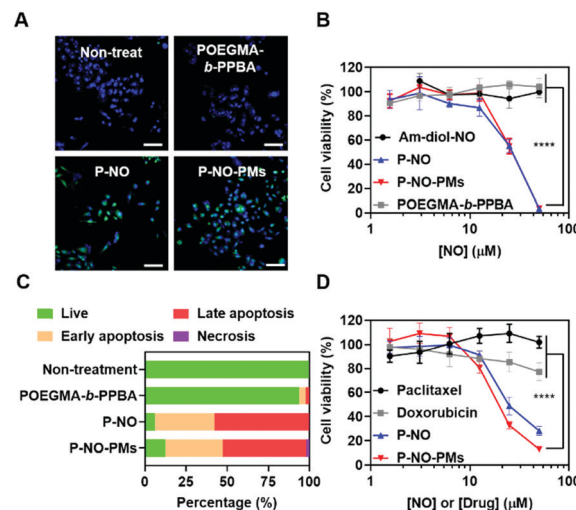 A
Non-treat
POEGMA-
b-PPBA
P-NO
P-NO-PMs
B
Cell viability (%)
120
100
80
60
40
20
0
1
10
100
[NO] (μM)
Am-diol-NO
P-NO
P-NO-PMs
POEGMA-b-PPBA
****
C
Live
Late apoptosis
Early apoptosis
Necrosis
Non-treatment
POEGMA-b-PPBA
P-NO
P-NO-PMs
0
25
50
75
100
Percentage (%)
D
Cell viability (%)
120
100
80
60
40
20
0
1
10
100
[NO] or [Drug] (μM)
Paclitaxel
Doxorubicin
P-NO
P-NO-PMs
****